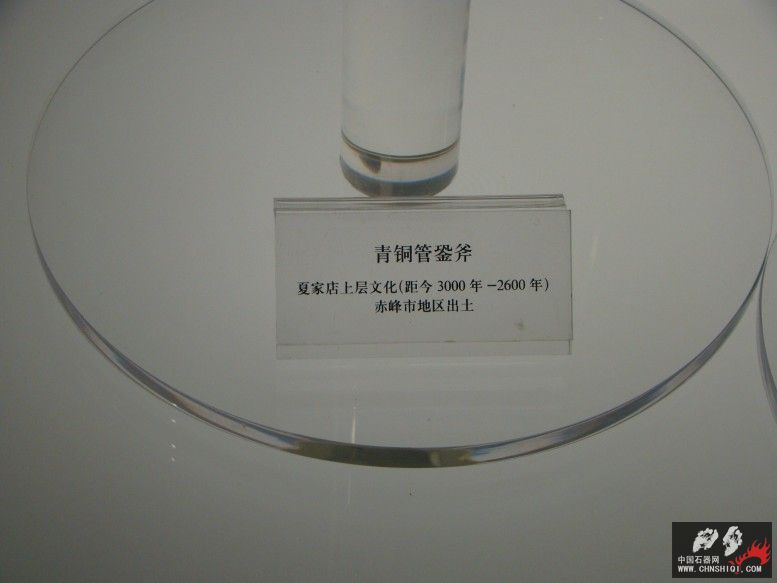 青铜管銎斧
夏家店上层文化(距今 3000 年-2600 年)
赤峰市地区出土
中国石器网
WWW.CHNSHIQI.COM